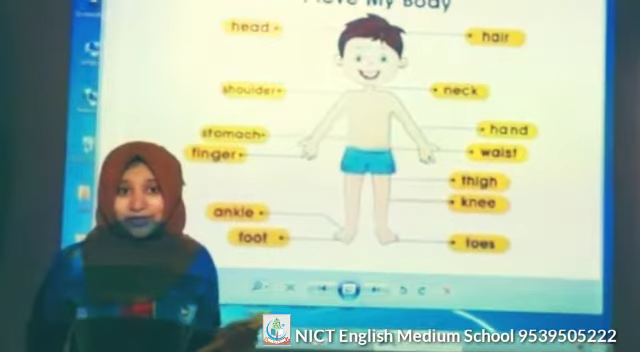 I love My Body
head
hair
shoulder
neck
stomach
hand
finger
waist
thigh
knee
ankle
foot
toes
NICT English Medium School 9539505222